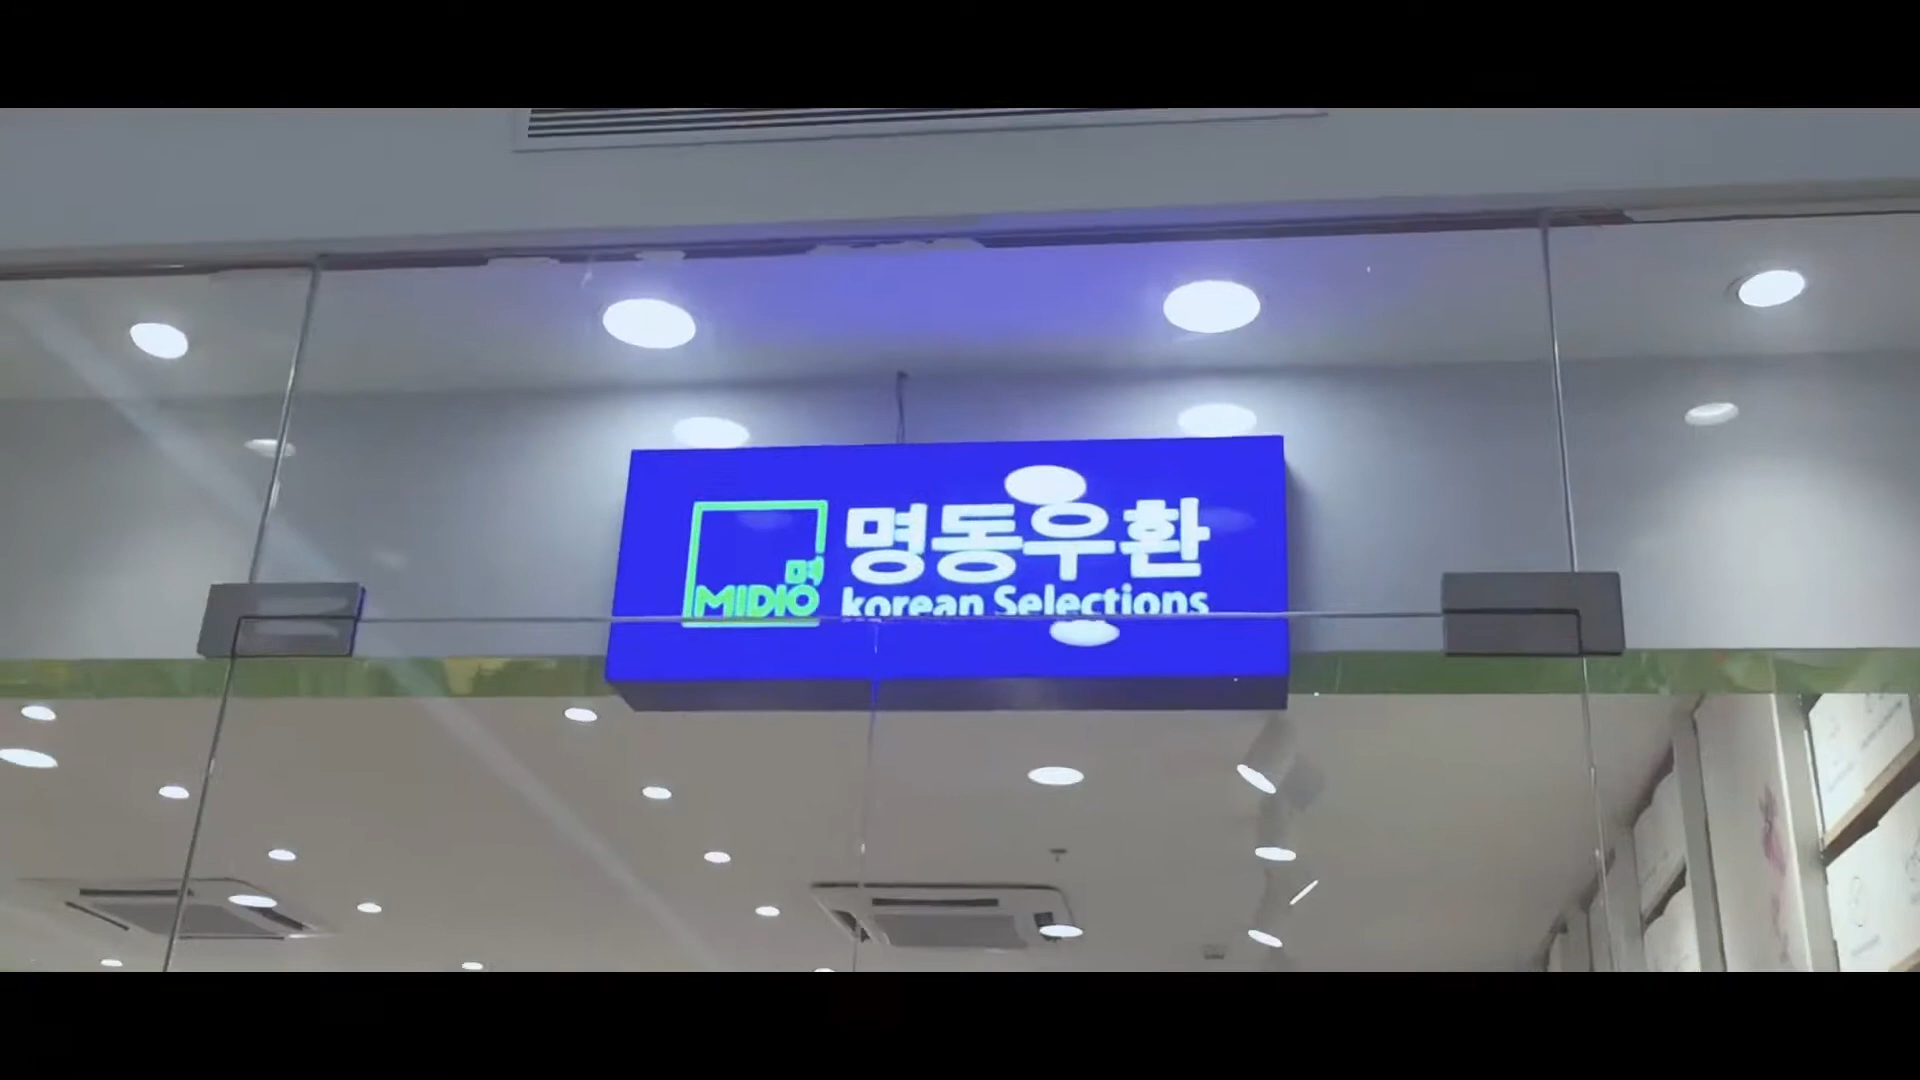 명
MIDIO
명동우환
korean Selections